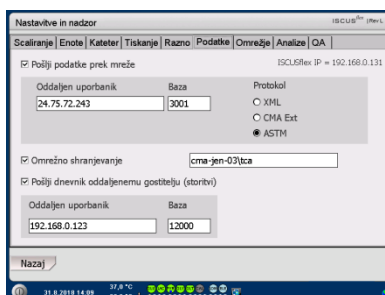 Nastavitve in nadzor
ISCUSflex
Scaliranje Enote Kateter Tiskanje Razno Podatke Omrežje Analize QA
Pošlji podatke prek mreže
ISCUSflex IP = 192.168.0.131
Oddaljen uporbanik Baza Protokol
24.75.72.243 3001
XML
CMA Ext
ASTM
Omrežno shranjevanje cma-jen-03\tca
Pošlji dnevnik oddaljenemu gostitelju (storitvi)
Oddaljen uporbanik Baza
192.168.0.123 12000
Nazaj
31.8.2018 14:09 37,0 °C